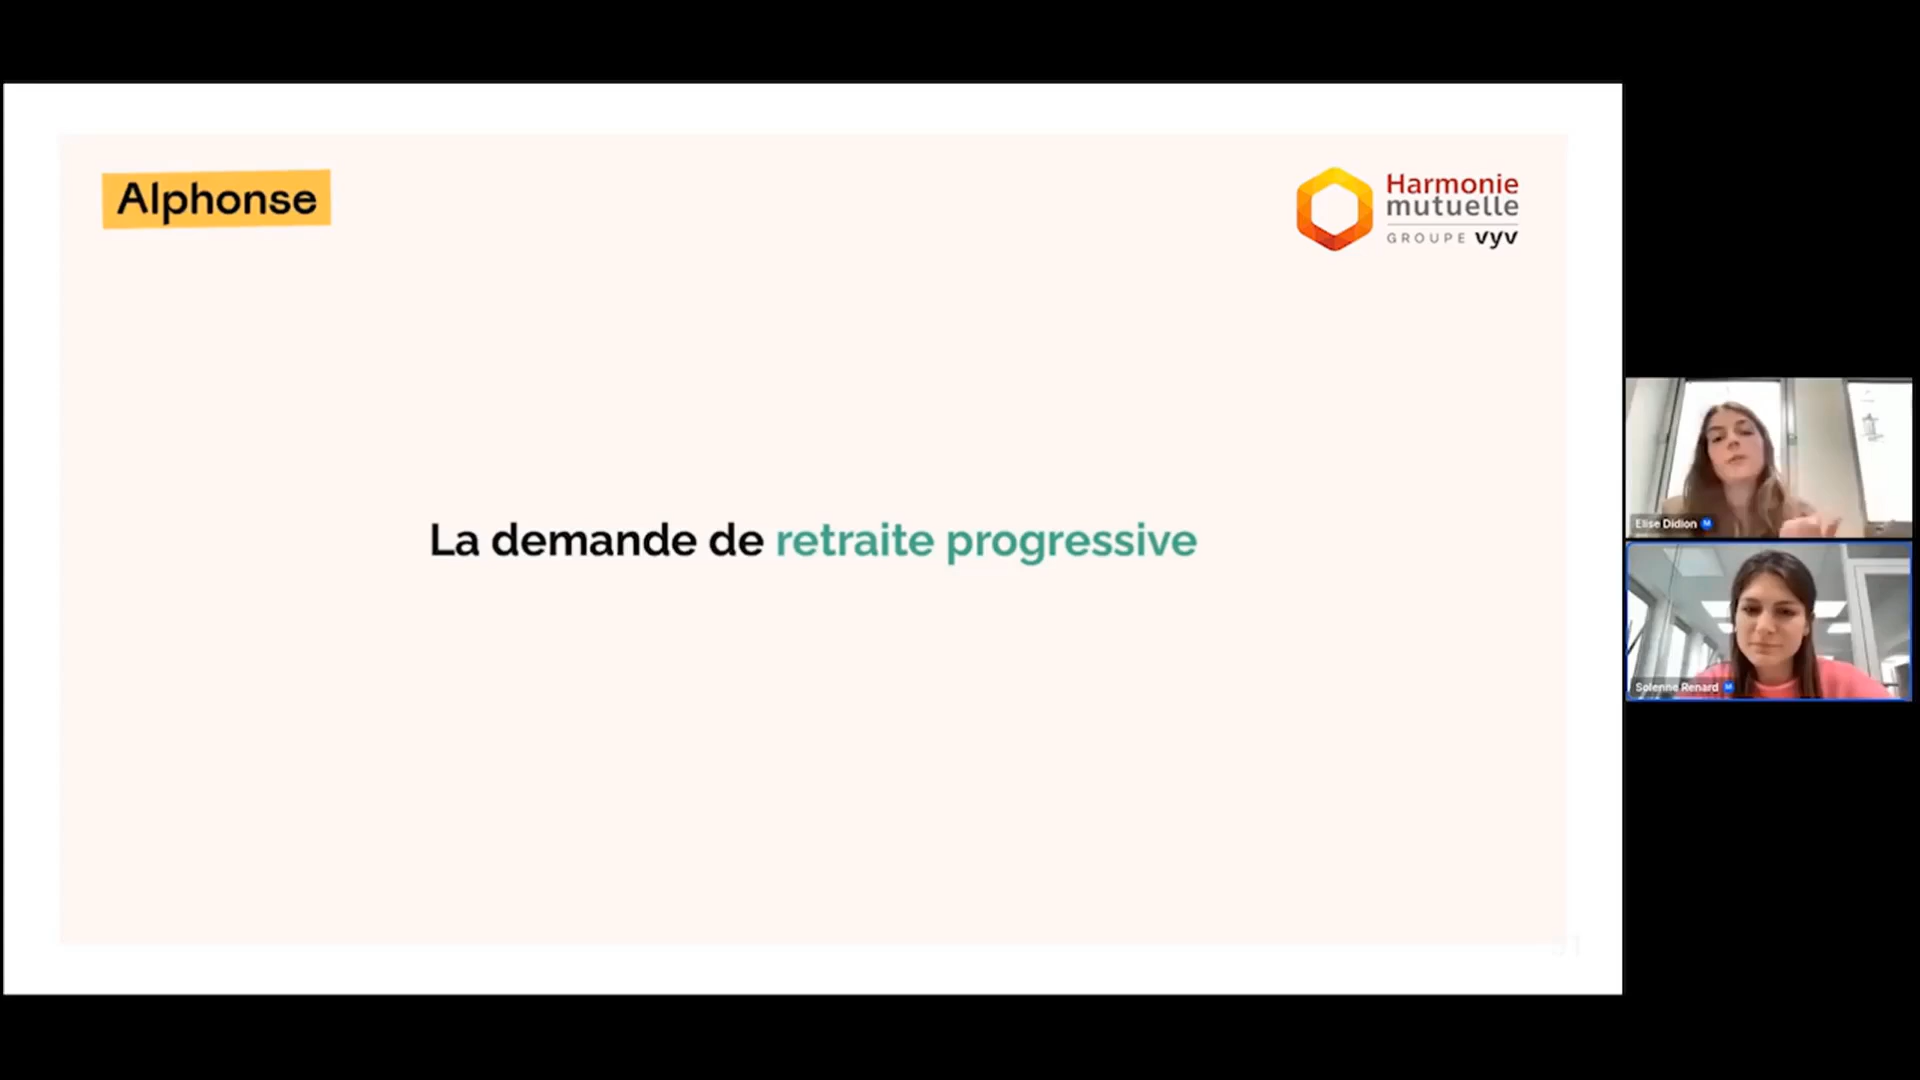 Alphonse
Harmonie
mutuelle
GROUPE vyv
La demande de retraite progressive
Elise Didion
Solenne Renard